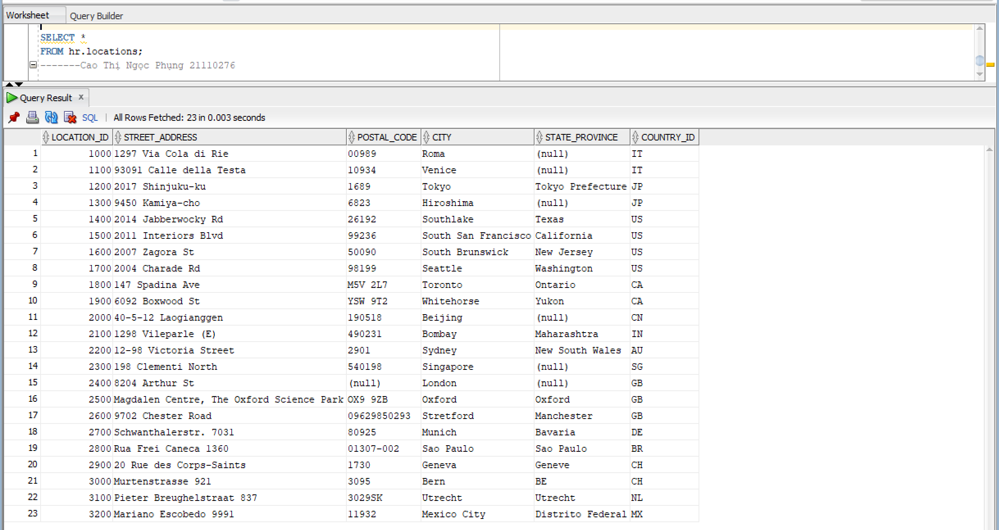 Worksheet Query Builder
SELECT *
FROM hr.locations;
-------Cao Thị Ngọc Phụng 21110276
Query Result x
SQL | All Rows Fetched: 23 in 0.003 seconds
LOCATION_ID STREET_ADDRESS POSTAL_CODE CITY STATE_PROVINCE COUNTRY_ID
1 1000 1297 Via Cola di Rie 00989 Roma (null) IT
2 1100 93091 Calle della Testa 10934 Venice (null) IT
3 1200 2017 Shinjuku-ku 1689 Tokyo Tokyo Prefecture JP
4 1300 9450 Kamiya-cho 6823 Hiroshima (null) JP
5 1400 2014 Jabberwocky Rd 26192 Southlake Texas US
6 1500 2011 Interiors Blvd 99236 South San Francisco California US
7 1600 2007 Zagora St 50090 South Brunswick New Jersey US
8 1700 2004 Charade Rd 98199 Seattle Washington US
9 1800 147 Spadina Ave M5V 2L7 Toronto Ontario CA
10 1900 6092 Boxwood St YSW 9T2 Whitehorse Yukon CA
11 2000 40-5-12 Laogianggen 190518 Beijing (null) CN
12 2100 1298 Vileparle (E) 490231 Bombay Maharashtra IN
13 2200 12-98 Victoria Street 2901 Sydney New South Wales AU
14 2300 198 Clementi North 540198 Singapore (null) SG
15 2400 8204 Arthur St (null) London (null) GB
16 2500 Magdalen Centre, The Oxford Science Park OX9 9ZB Oxford Oxford GB
17 2600 9702 Chester Road 09629850293 Stretford Manchester GB
18 2700 Schwanthalerstr. 7031 80925 Munich Bavaria DE
19 2800 Rua Frei Caneca 1360 01307-002 Sao Paulo Sao Paulo BR
20 2900 20 Rue des Corps-Saints 1730 Geneva Geneve CH
21 3000 Murtenstrasse 921 3095 Bern BE CH
22 3100 Pieter Breughelstraat 837 3029SK Utrecht Utrecht NL
23 3200 Mariano Escobedo 9991 11932 Mexico City Distrito Federal MX